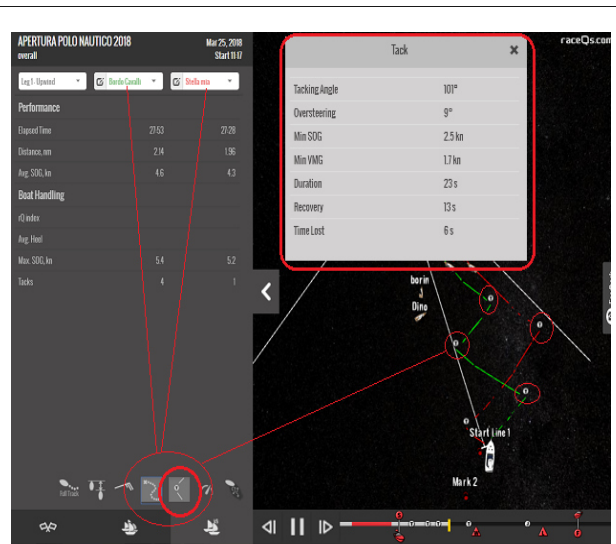 APERTURA POLO NAUTICO 2018 Mar 25, 2018
overall Start 11:17
Leg 1 - Upwind Bordo Cavalli Stella mia
Performance
Elapsed Time 27:53 27:28
Distance, nm 2.14 1.96
Avg. SOG, kn 4.6 4.3
Boat Handling
rQ index
Avg. Heel
Max. SOG, kn 5.4 5.2
Tacks 4 1
Full Track
raceQs.com
Tack
Tacking Angle 101°
Oversteering 9°
Min SOG 2.5 kn
Min VMG 1.7 kn
Duration 23 s
Recovery 13 s
Time Lost 6 s
borin
Dino
Start Line 1
Mark 2